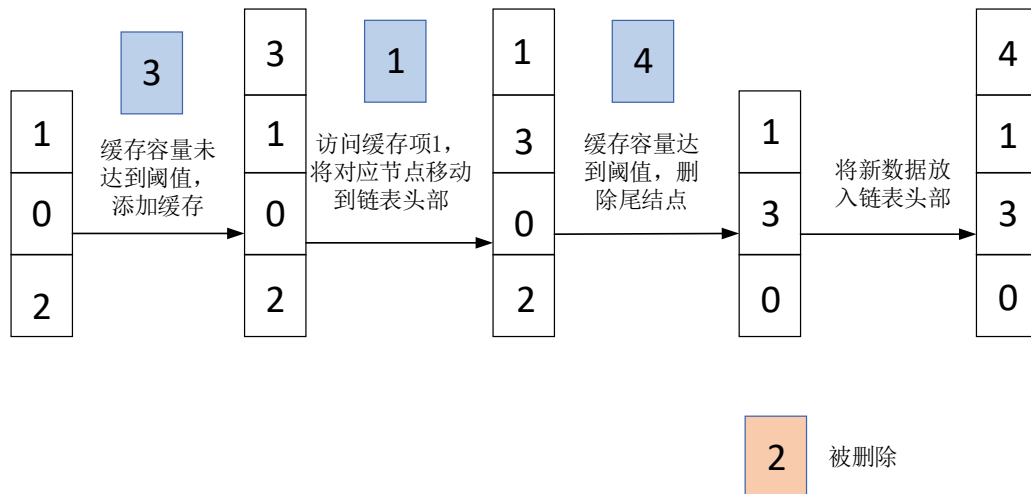 3
缓存容量未
达到阈值，
添加缓存
1
0
2
3
1
0
2
1
访问缓存项1，
将对应节点移动
到链表头部
1
3
0
2
4
缓存容量达
到阈值，删
除尾结点
1
3
0
将新数据放
入链表头部
4
1
3
0
2
被删除